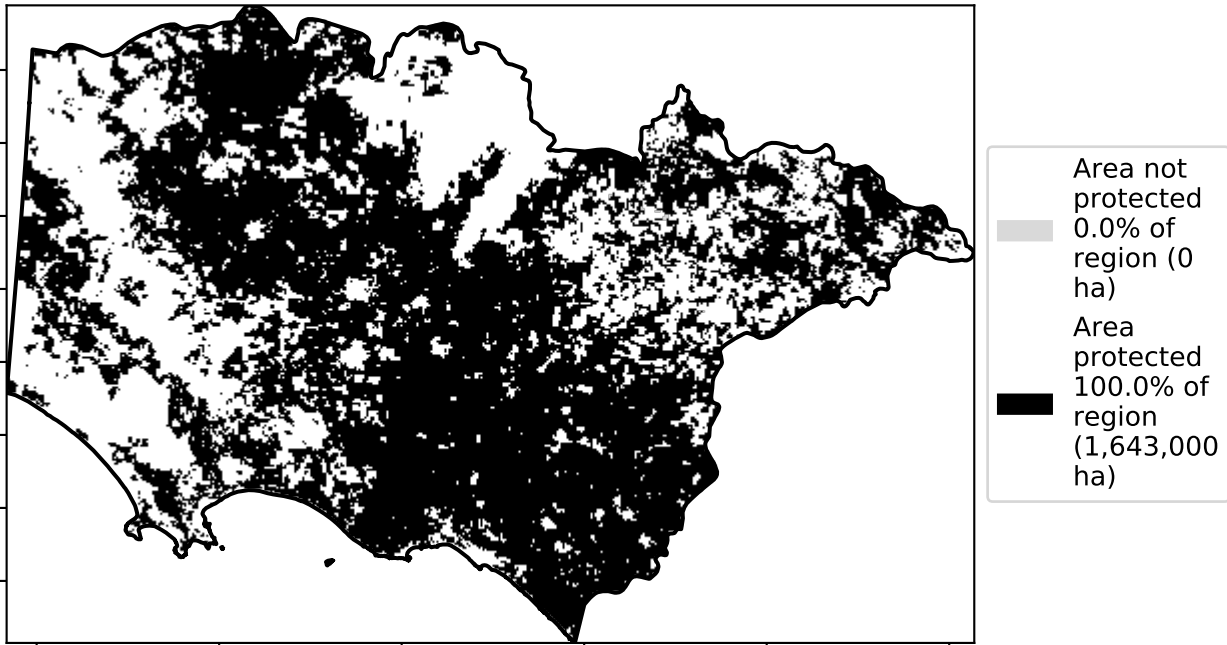 Area not
protected
0.0% of
region (0
ha)
Area
protected
100.0% of
region
(1,643,000
ha)